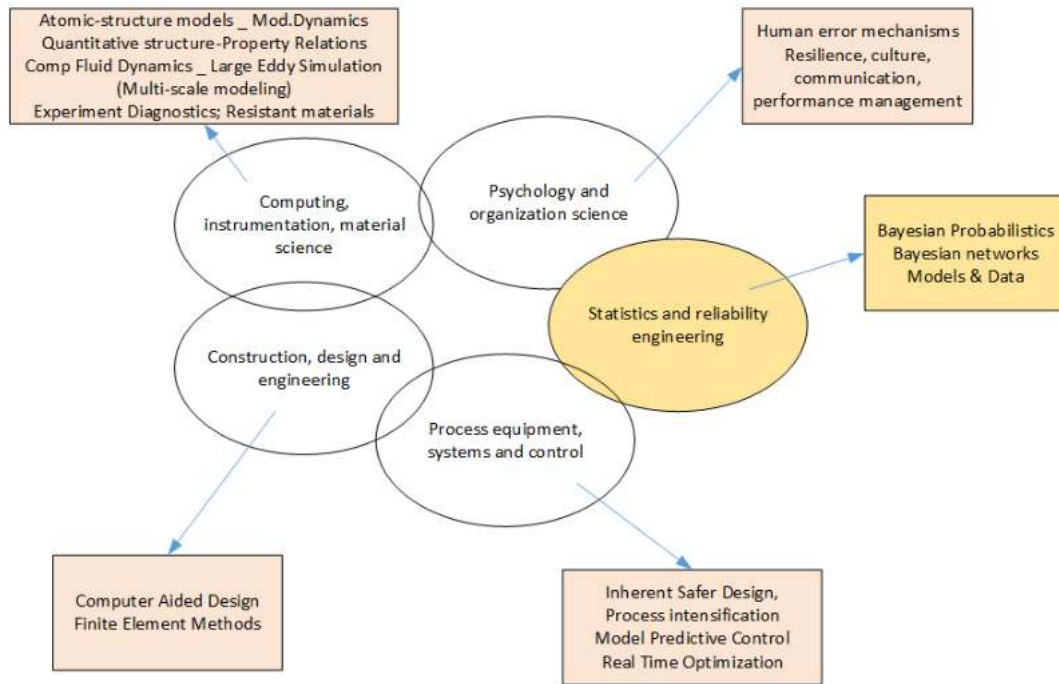 Atomic-structure models _ Mod.Dynamics
Quantitative structure-Property Relations
Comp Fluid Dynamics _ Large Eddy Simulation
(Multi-scale modeling)
Experiment Diagnostics; Resistant materials
Human error mechanisms
Resilience, culture,
communication,
performance management
Computing,
instrumentation, material
science
Psychology and
organization science
Bayesian Probabilistics
Bayesian networks
Models & Data
Statistics and reliability
engineering
Construction, design and
engineering
Process equipment,
systems and control
Computer Aided Design
Finite Element Methods
Inherent Safer Design,
Process intensification
Model Predictive Control
Real Time Optimization